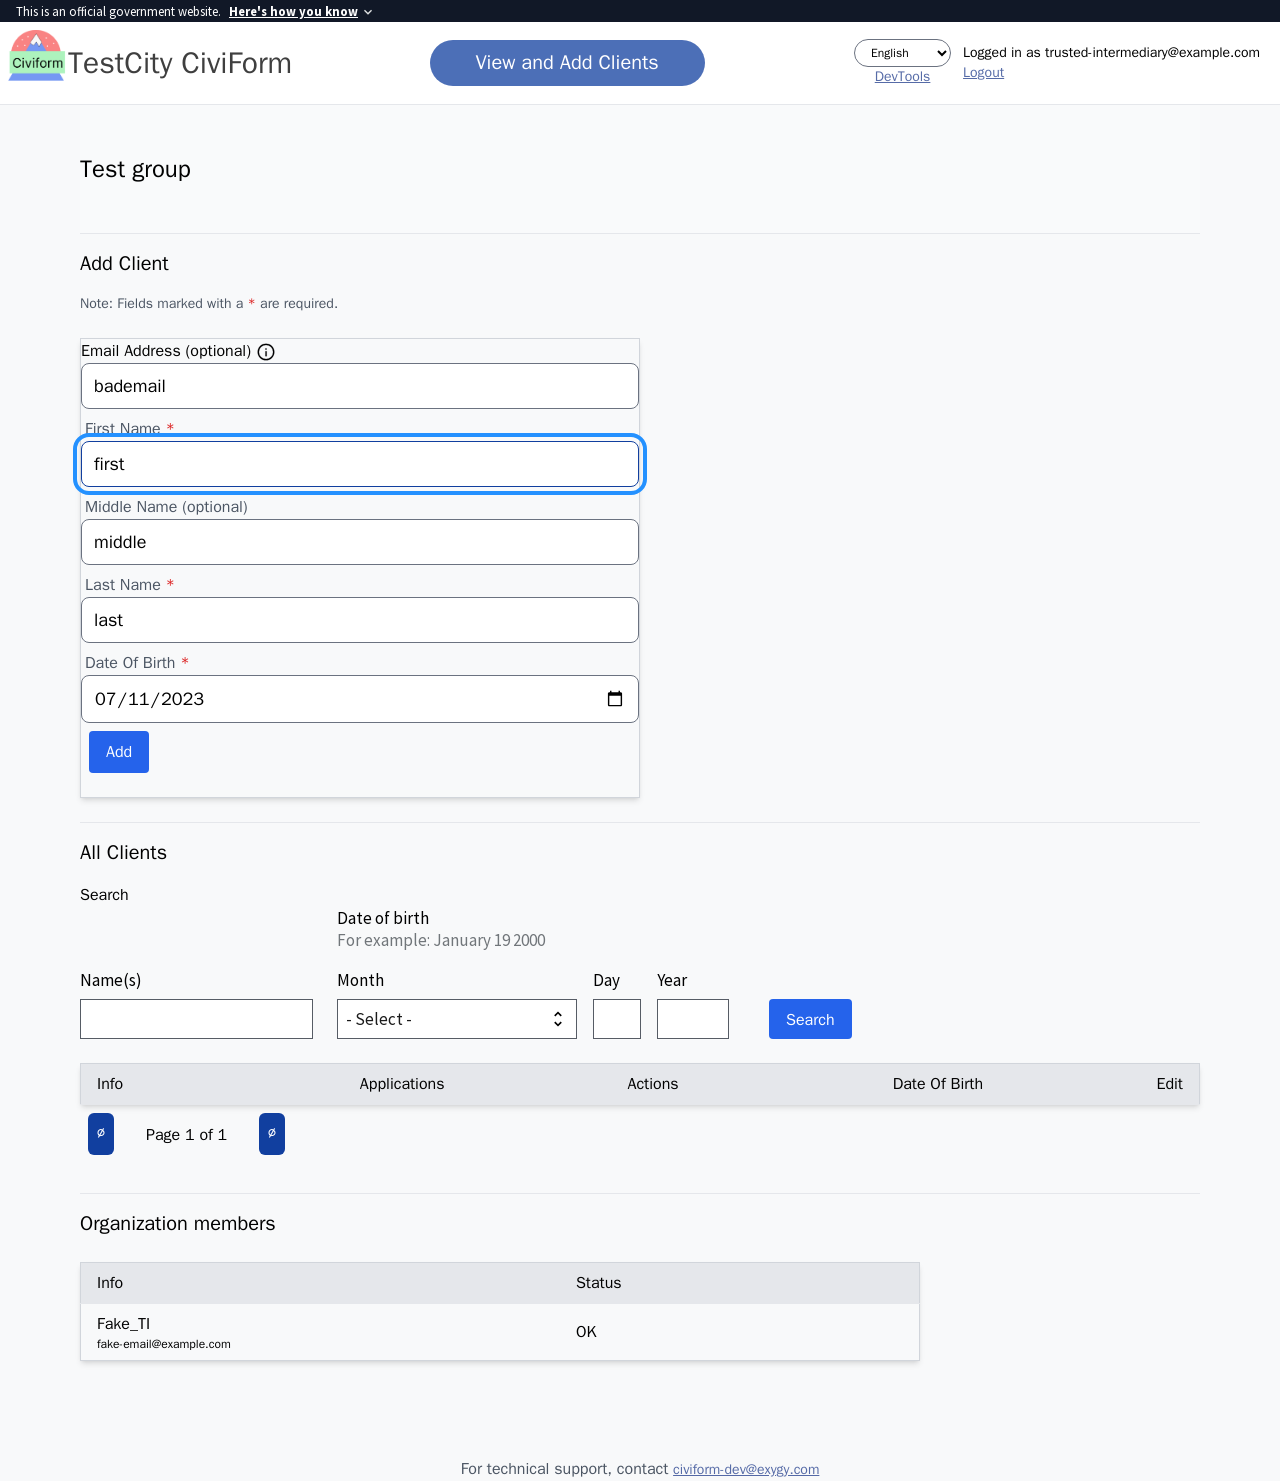 This is an official government website. Here's how you know
Civiform TestCity CiviForm
View and Add Clients
English
DevTools
Logged in as trusted-intermediary@example.com
Logout
Test group
Add Client
Note: Fields marked with a * are required.
Email Address (optional)
bademail
First Name *
first
Middle Name (optional)
middle
Last Name *
last
Date Of Birth *
07/11/2023
Add
All Clients
Search
Date of birth
For example: January 19 2000
Name(s) Month Day Year
- Select - Search
Info Applications Actions Date Of Birth Edit
∅ Page 1 of 1 ∅
Organization members
Info Status
Fake_TI
fake-email@example.com
OK
For technical support, contact civiform-dev@exygy.com